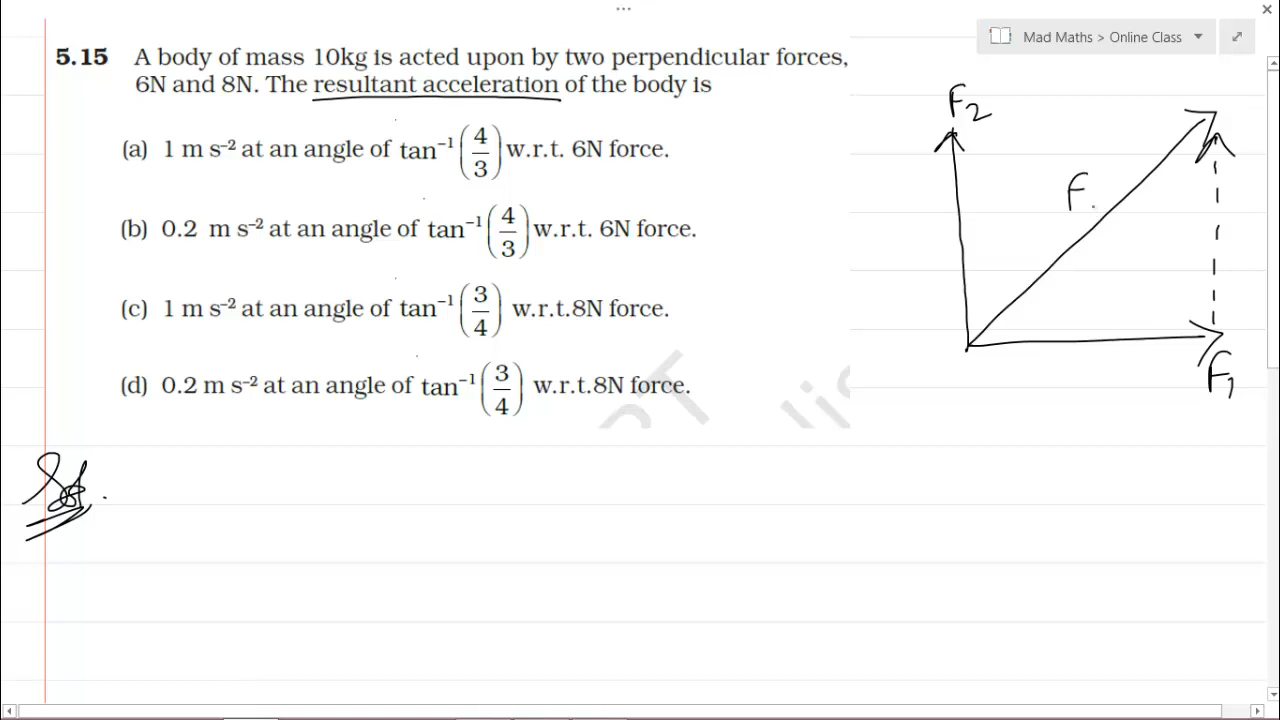 Mad Maths > Online Class
5.15 A body of mass 10kg is acted upon by two perpendicular forces,
6N and 8N. The resultant acceleration of the body is
(a) 1 m s⁻² at an angle of tan⁻¹(4/3) w.r.t. 6N force.
(b) 0.2 m s⁻² at an angle of tan⁻¹(4/3) w.r.t. 6N force.
(c) 1 m s⁻² at an angle of tan⁻¹(3/4) w.r.t.8N force.
(d) 0.2 m s⁻² at an angle of tan⁻¹(3/4) w.r.t.8N force.
F₂
F
F₁
Sol.